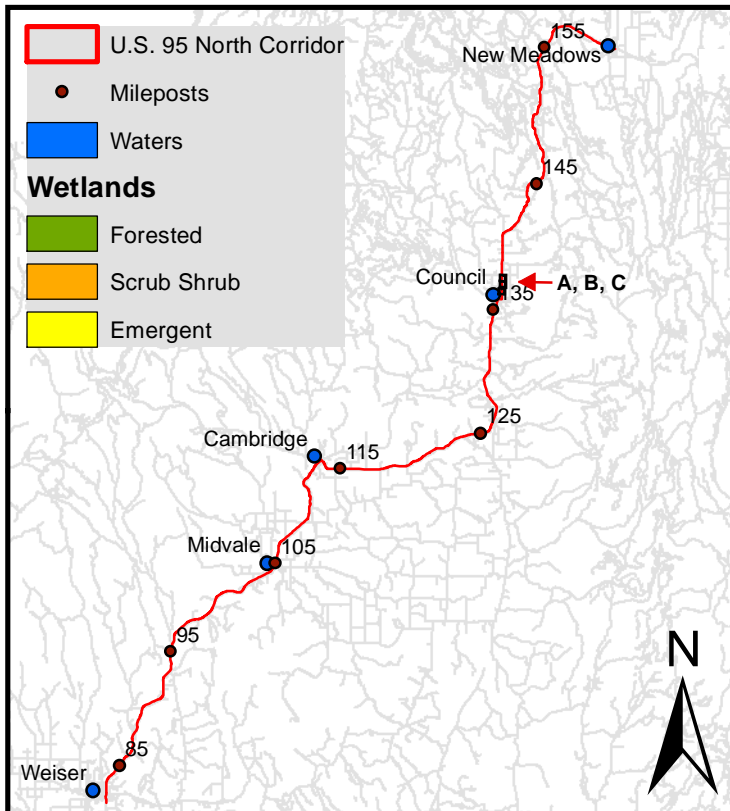 U.S. 95 North Corridor
Mileposts
Waters
Wetlands
Forested
Scrub Shrub
Emergent
155
New Meadows
145
Council
A, B, C
135
125
Cambridge
115
Midvale
105
95
N
85
Weiser